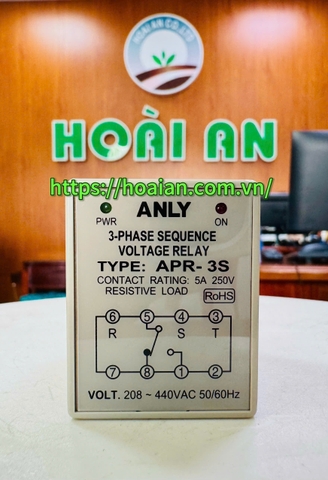 HOAIAN CO.,LTD
HOÀI AN
https://hoaian.com.vn/
PWR ANLY ON
3-PHASE SEQUENCE
VOLTAGE RELAY
TYPE: APR-3S
CONTACT RATING: 5A 250V
RESISTIVE LOAD
RoHS
6 5 4 3
R S T
7 8 1 2
VOLT. 208 ~ 440VAC 50/60Hz